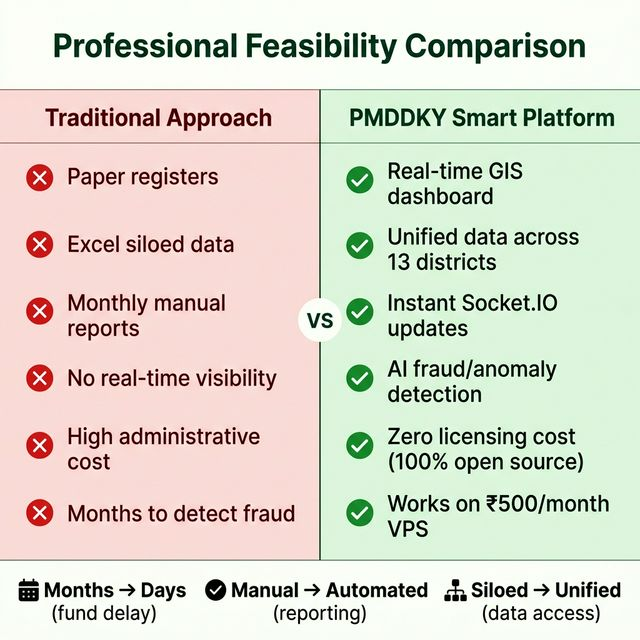 Professional Feasibility Comparison
Traditional Approach
Paper registers
Excel siloed data
Monthly manual
reports
No real-time visibility
High administrative
cost
Months to detect fraud
VS
PMDDKY Smart Platform
Real-time GIS
dashboard
Unified data across
13 districts
Instant Socket.IO
updates
AI fraud/anomaly
detection
Zero licensing cost
(100% open source)
Works on ₹500/month
VPS
Months → Days
(fund delay)
Manual → Automated
(reporting)
Siloed → Unified
(data access)